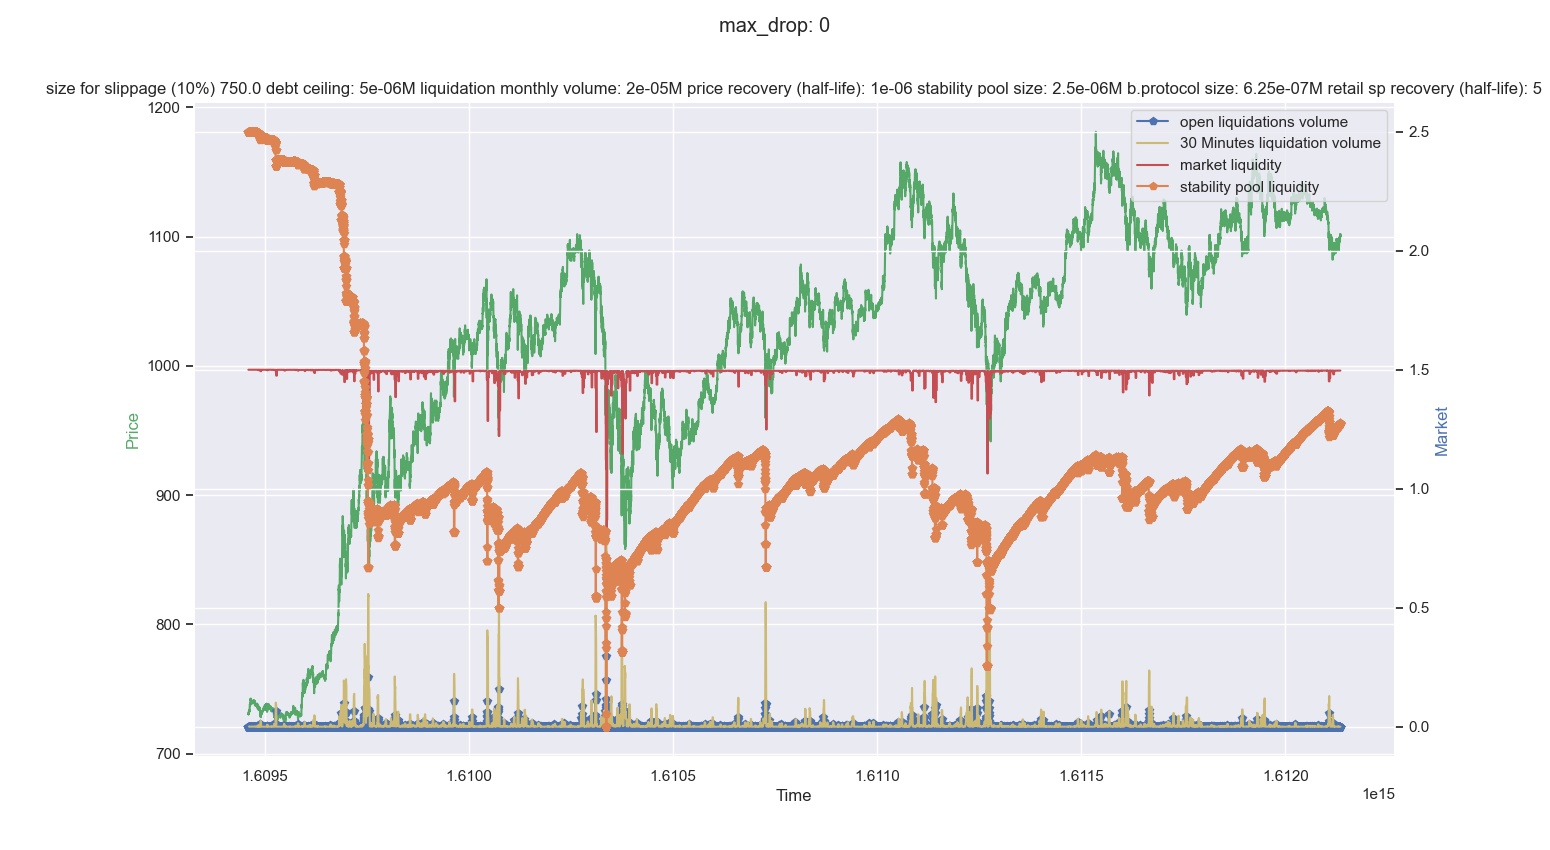 max_drop: 0
size for slippage (10%) 750.0 debt ceiling: 5e-06M liquidation monthly volume: 2e-05M price recovery (half-life): 1e-06 stability pool size: 2.5e-06M b.protocol size: 6.25e-07M retail sp recovery (half-life): 5
1200
1100
1000
900
800
700
Price
open liquidations volume
30 Minutes liquidation volume
market liquidity
stability pool liquidity
2.5
2.0
1.5
1.0
0.5
0.0
Market
1.6095 1.6100 1.6105 1.6110 1.6115 1.6120
Time
1e15